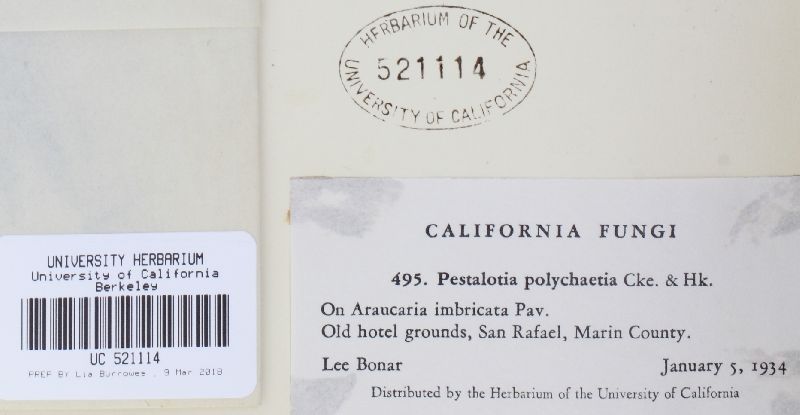 HERBARIUM OF THE
521114
UNIVERSITY OF CALIFORNIA
CALIFORNIA FUNGI
495. Pestalotia polychaetia Cke. & Hk.
On Araucaria imbricata Pav.
Old hotel grounds, San Rafael, Marin County.
Lee Bonar January 5, 1934
Distributed by the Herbarium of the University of California
UNIVERSITY HERBARIUM
University of California
Berkeley
UC 521114
PREP BY Lia Burrowes , 9 Mar 2018